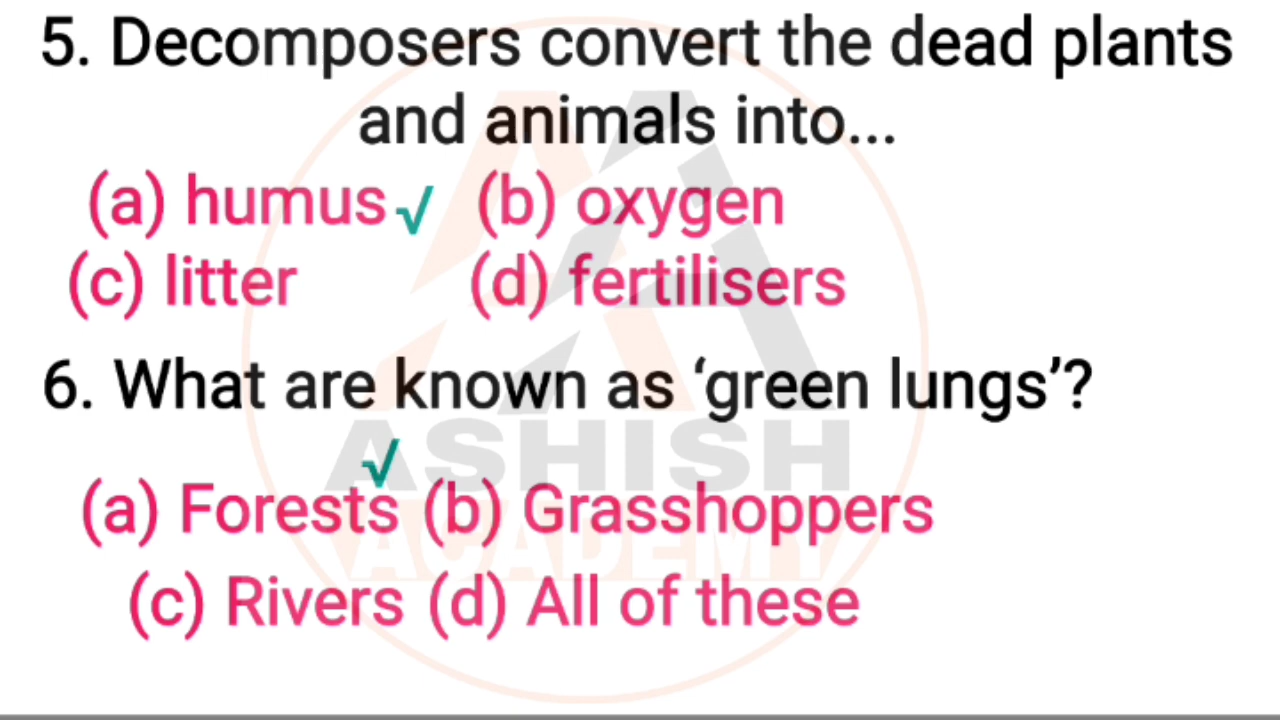 5. Decomposers convert the dead plants
and animals into...
(a) humus√ (b) oxygen
(c) litter (d) fertilisers
6. What are known as ‘green lungs’?
ASHISH
√
(a) Forests (b) Grasshoppers
ACADEMY
(c) Rivers (d) All of these